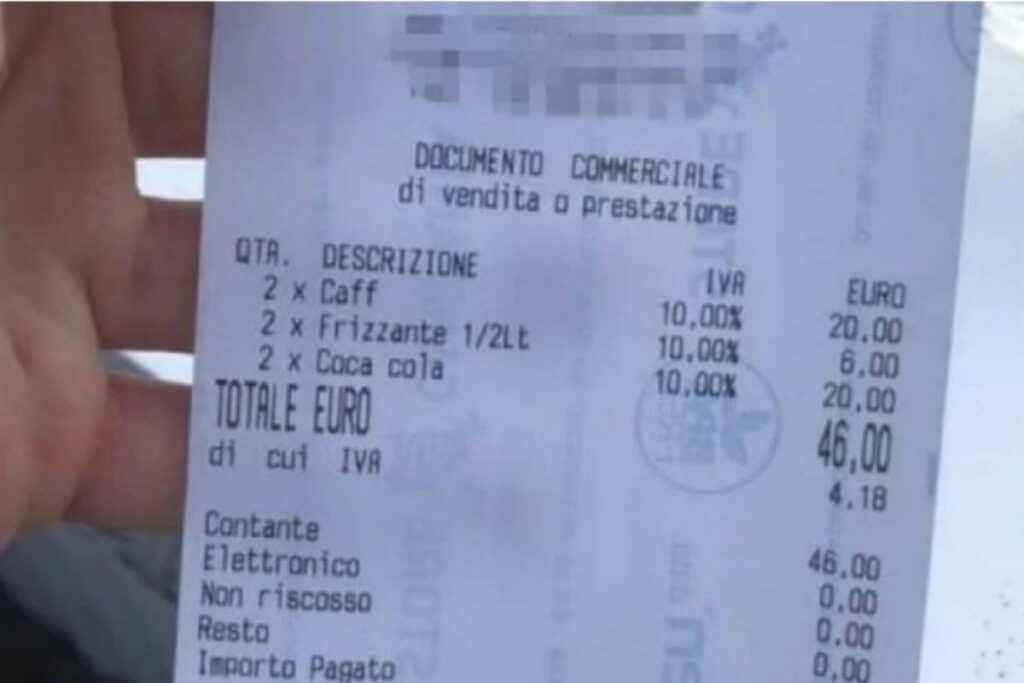 DOCUMENTO COMMERCIALE
di vendita o prestazione
QTA. DESCRIZIONE IVA EURO
2 x Caff 10,00% 20,00
2 x Frizzante 1/2Lt 10,00% 6,00
2 x Coca cola 10,00% 20,00
TOTALE EURO 46,00
di cui IVA 4,18
Contante 46,00
Elettronico 0,00
Non riscosso 0,00
Resto 0,00
Importo Pagato